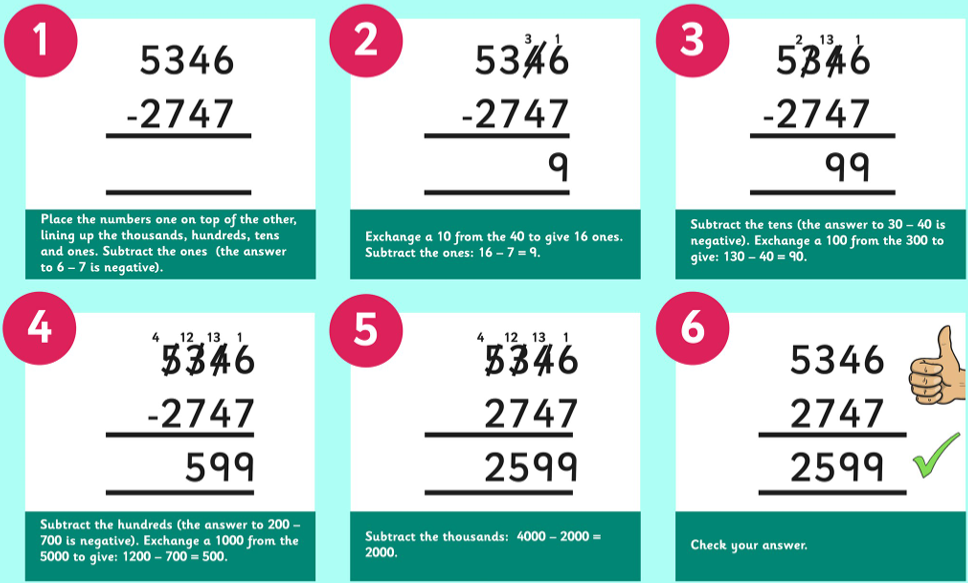 1
5346
-2747
Place the numbers one on top of the other,
lining up the thousands, hundreds, tens
and ones. Subtract the ones (the answer
to 6 – 7 is negative).
2
3 1
5346
-2747
9
Exchange a 10 from the 40 to give 16 ones.
Subtract the ones: 16 – 7 = 9.
3
2 13 1
5346
-2747
99
Subtract the tens (the answer to 30 – 40 is
negative). Exchange a 100 from the 300 to
give: 130 – 40 = 90.
4
4 12 13 1
5346
-2747
599
Subtract the hundreds (the answer to 200 –
700 is negative). Exchange a 1000 from the
5000 to give: 1200 – 700 = 500.
5
4 12 13 1
5346
2747
2599
Subtract the thousands: 4000 – 2000 =
2000.
6
5346
2747
2599
Check your answer.